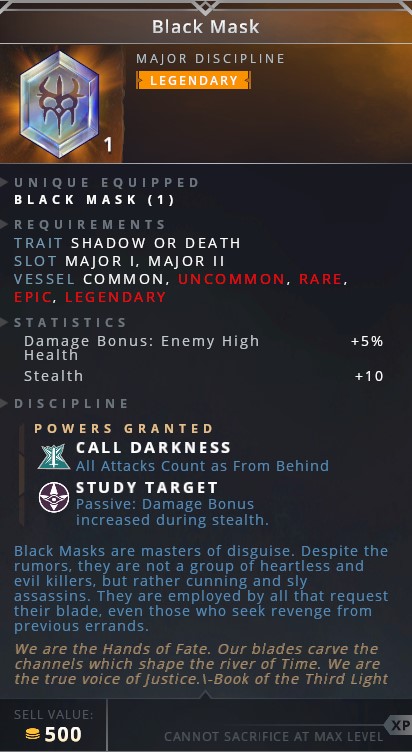 Black Mask
MAJOR DISCIPLINE
LEGENDARY
1
UNIQUE EQUIPPED
BLACK MASK (1)
REQUIREMENTS
TRAIT SHADOW OR DEATH
SLOT MAJOR I, MAJOR II
VESSEL COMMON, UNCOMMON, RARE,
EPIC, LEGENDARY
STATISTICS
Damage Bonus: Enemy High +5%
Health
Stealth +10
DISCIPLINE
POWERS GRANTED
CALL DARKNESS
All Attacks Count as From Behind
STUDY TARGET
Passive: Damage Bonus
increased during stealth.
Black Masks are masters of disguise. Despite the
rumors, they are not a group of heartless and
evil killers, but rather cunning and sly
assassins. They are employed by all that request
their blade, even those who seek revenge from
previous errands.
We are the Hands of Fate. Our blades carve the
channels which shape the river of Time. We are
the true voice of Justice.\-Book of the Third Light
SELL VALUE:
500
XP
CANNOT SACRIFICE AT MAX LEVEL